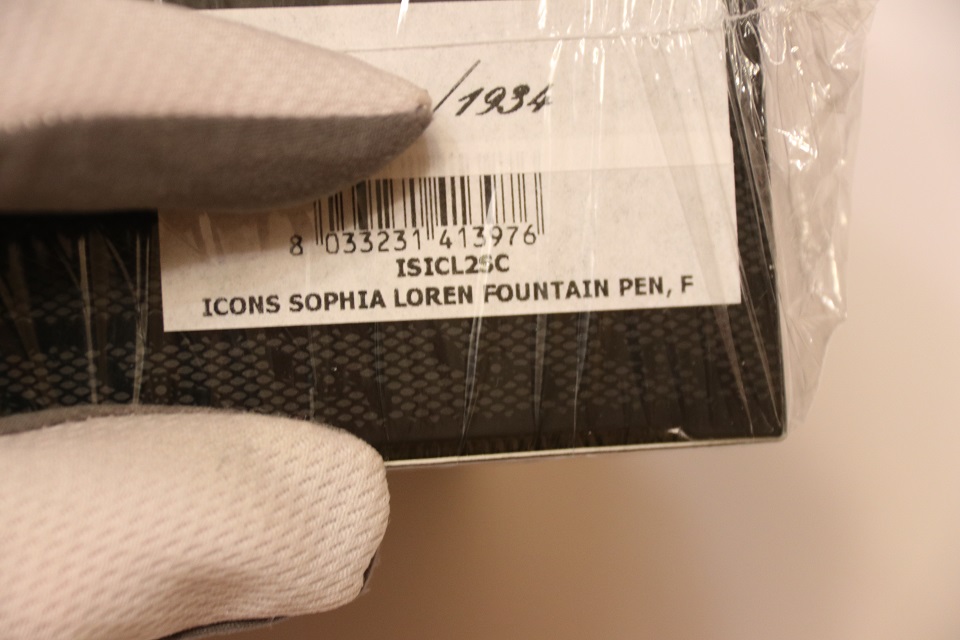 /1934
8 033231 413976
ISICL2SC
ICONS SOPHIA LOREN FOUNTAIN PEN, F